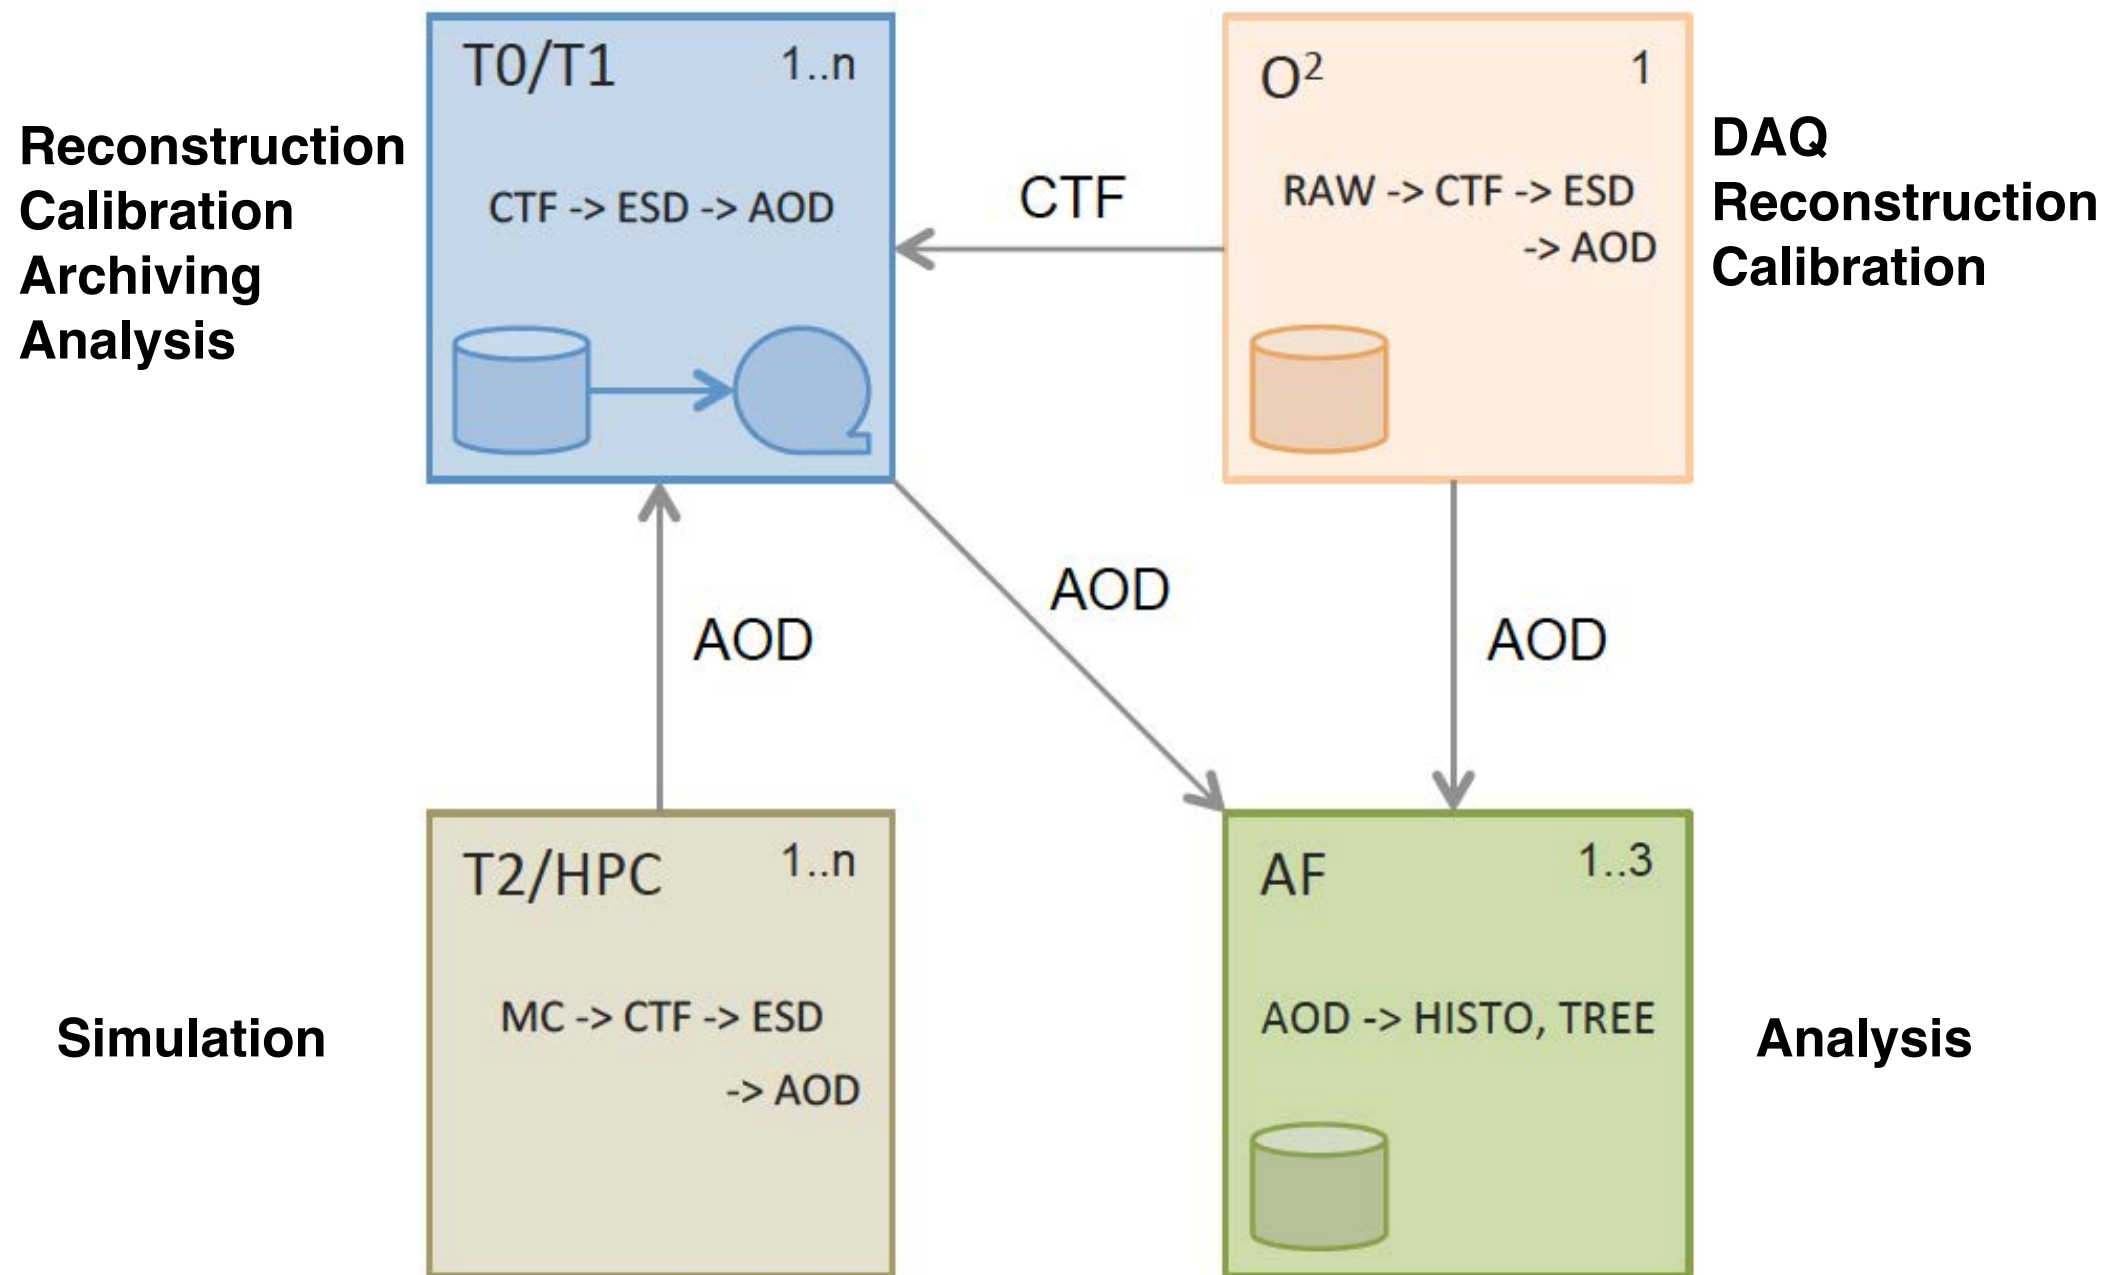 T0/T1 1..n
Reconstruction
Calibration
Archiving
Analysis
CTF -> ESD -> AOD
CTF
O² 1
RAW -> CTF -> ESD
-> AOD
DAQ
Reconstruction
Calibration
AOD
AOD
AOD
T2/HPC 1..n
Simulation
MC -> CTF -> ESD
-> AOD
AF 1..3
AOD -> HISTO, TREE
Analysis